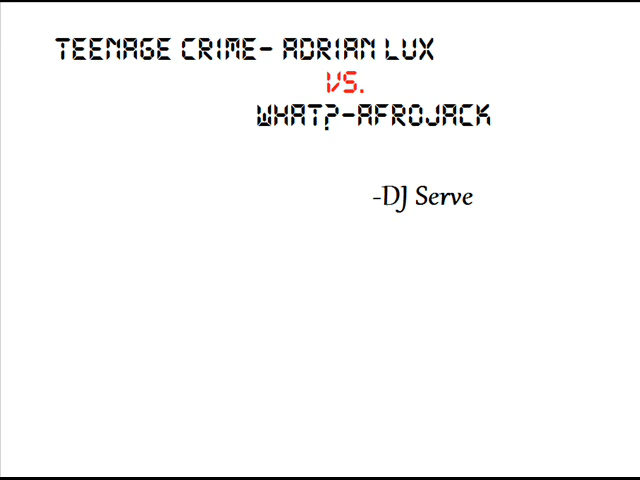 TEENAGE CRIME- ADRIAN LUX
VS.
WHAT?-AFROJACK
-DJ Serve